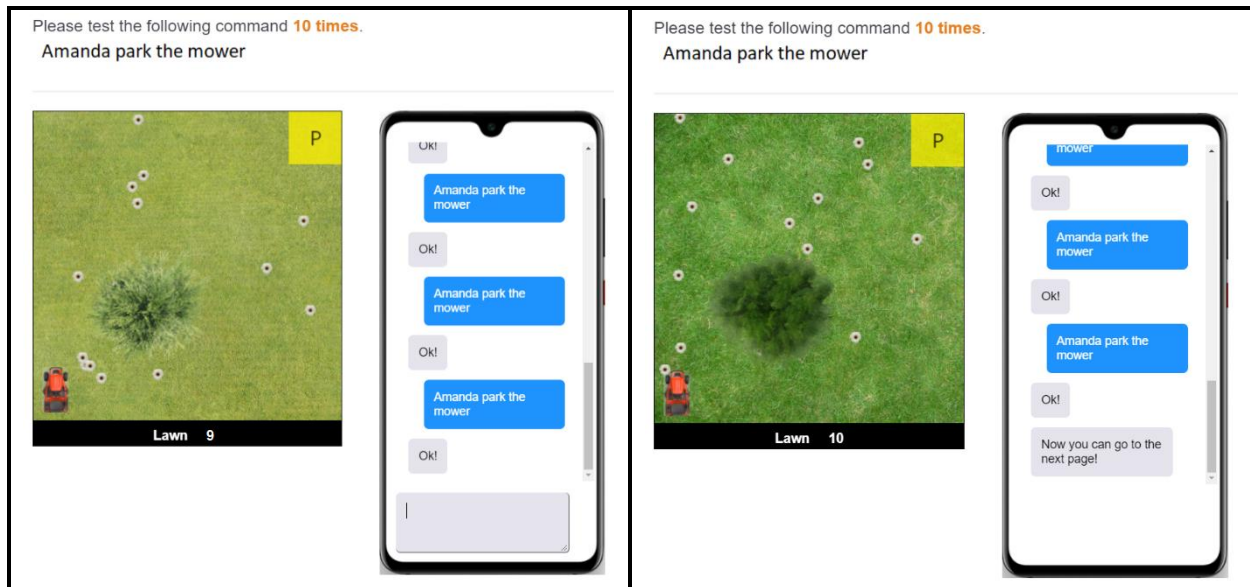 Please test the following command 10 times.
Amanda park the mower
P
Lawn 9
Ok!
Amanda park the
mower
Ok!
Amanda park the
mower
Ok!
Amanda park the
mower
Ok!
Please test the following command 10 times.
Amanda park the mower
P
Lawn 10
mower
Ok!
Amanda park the
mower
Ok!
Amanda park the
mower
Ok!
Now you can go to the
next page!